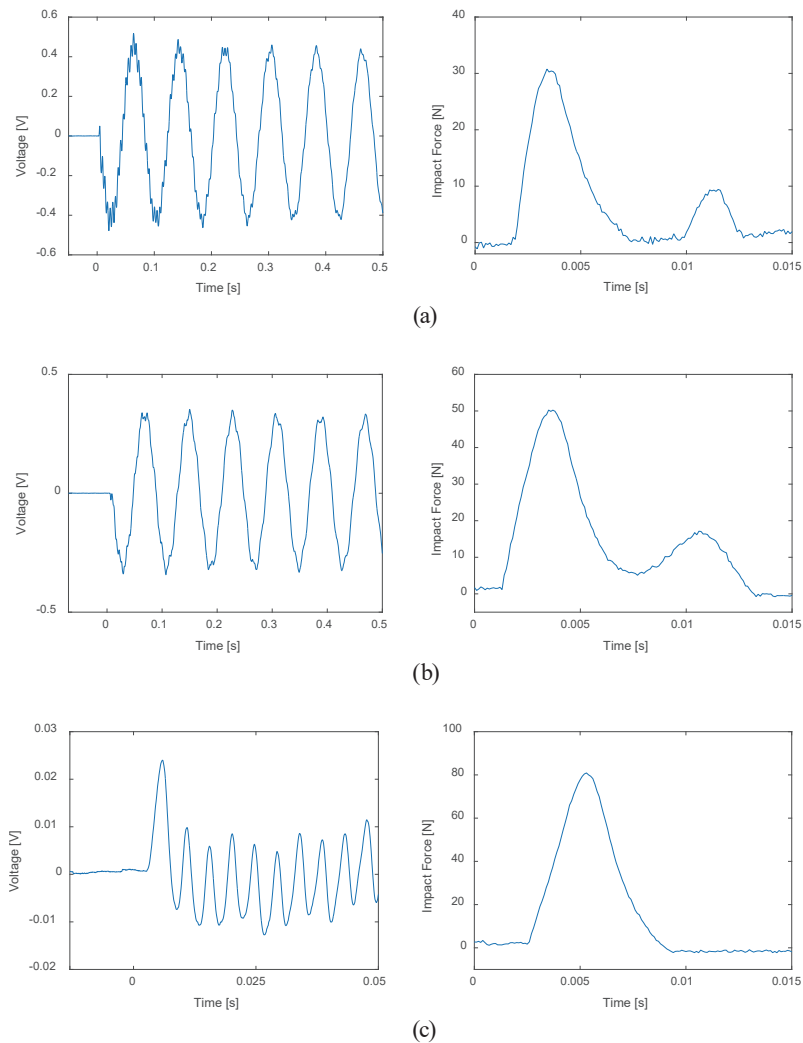 0.6
0.4
0.2
0
-0.2
-0.4
-0.6
Voltage [V]
0 0.1 0.2 0.3 0.4 0.5
Time [s]
40
30
20
10
0
Impact Force [N]
0 0.005 0.01 0.015
Time [s]
(a)
0.5
0
-0.5
Voltage [V]
0 0.1 0.2 0.3 0.4 0.5
Time [s]
60
50
40
30
20
10
0
Impact Force [N]
0 0.005 0.01 0.015
Time [s]
(b)
0.03
0.02
0.01
0
-0.01
-0.02
Voltage [V]
0 0.025 0.05
Time [s]
100
80
60
40
20
0
-10
Impact Force [N]
0 0.005 0.01 0.015
Time [s]
(c)